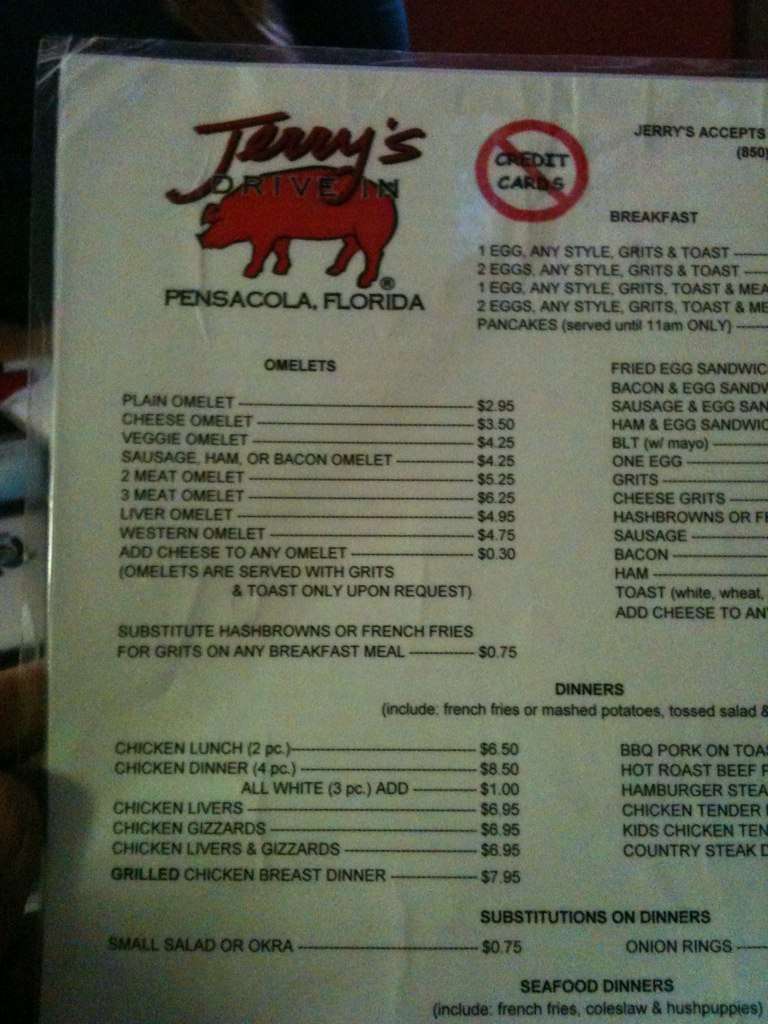 Jerry's
DRIVE IN
PENSACOLA, FLORIDA
CREDIT
CARDS
JERRY'S ACCEPTS
(850)
BREAKFAST
1 EGG, ANY STYLE, GRITS & TOAST
2 EGGS, ANY STYLE, GRITS & TOAST
1 EGG, ANY STYLE, GRITS, TOAST & MEA
2 EGGS, ANY STYLE, GRITS, TOAST & ME
PANCAKES (served until 11am ONLY)
OMELETS
PLAIN OMELET $2.95
CHEESE OMELET $3.50
VEGGIE OMELET $4.25
SAUSAGE, HAM, OR BACON OMELET $4.25
2 MEAT OMELET $5.25
3 MEAT OMELET $6.25
LIVER OMELET $4.95
WESTERN OMELET $4.75
ADD CHEESE TO ANY OMELET $0.30
(OMELETS ARE SERVED WITH GRITS
& TOAST ONLY UPON REQUEST)
SUBSTITUTE HASHBROWNS OR FRENCH FRIES
FOR GRITS ON ANY BREAKFAST MEAL $0.75
FRIED EGG SANDWIC
BACON & EGG SANDW
SAUSAGE & EGG SAN
HAM & EGG SANDWIC
BLT (w/ mayo)
ONE EGG
GRITS
CHEESE GRITS
HASHBROWNS OR F
SAUSAGE
BACON
HAM
TOAST (white, wheat,
ADD CHEESE TO AN
DINNERS
(include: french fries or mashed potatoes, tossed salad &
CHICKEN LUNCH (2 pc.) $6.50
CHICKEN DINNER (4 pc.) $8.50
ALL WHITE (3 pc.) ADD $1.00
CHICKEN LIVERS $6.95
CHICKEN GIZZARDS $6.95
CHICKEN LIVERS & GIZZARDS $6.95
GRILLED CHICKEN BREAST DINNER $7.95
BBQ PORK ON TOA
HOT ROAST BEEF
HAMBURGER STEA
CHICKEN TENDER
KIDS CHICKEN TEN
COUNTRY STEAK D
SUBSTITUTIONS ON DINNERS
SMALL SALAD OR OKRA $0.75
ONION RINGS
SEAFOOD DINNERS
(include: french fries, coleslaw & hushpuppies)